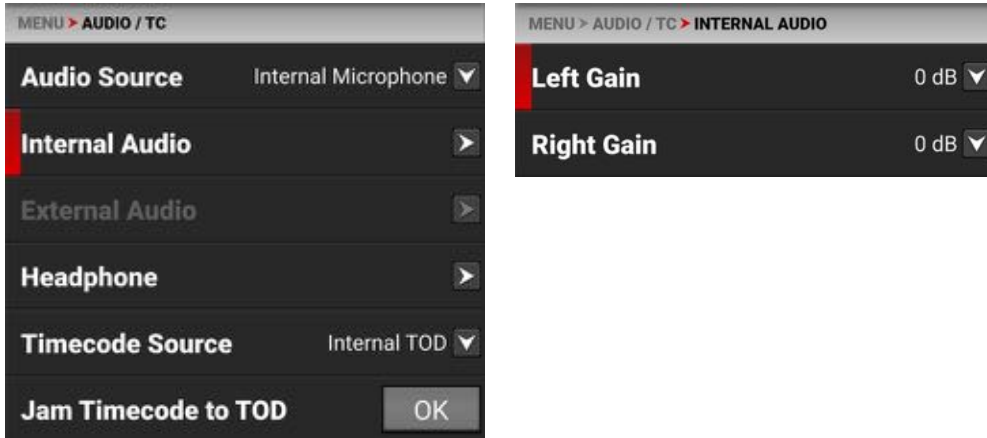 MENU > AUDIO / TC
Audio Source Internal Microphone
Internal Audio
External Audio
Headphone
Timecode Source Internal TOD
Jam Timecode to TOD OK
MENU > AUDIO / TC > INTERNAL AUDIO
Left Gain 0 dB
Right Gain 0 dB